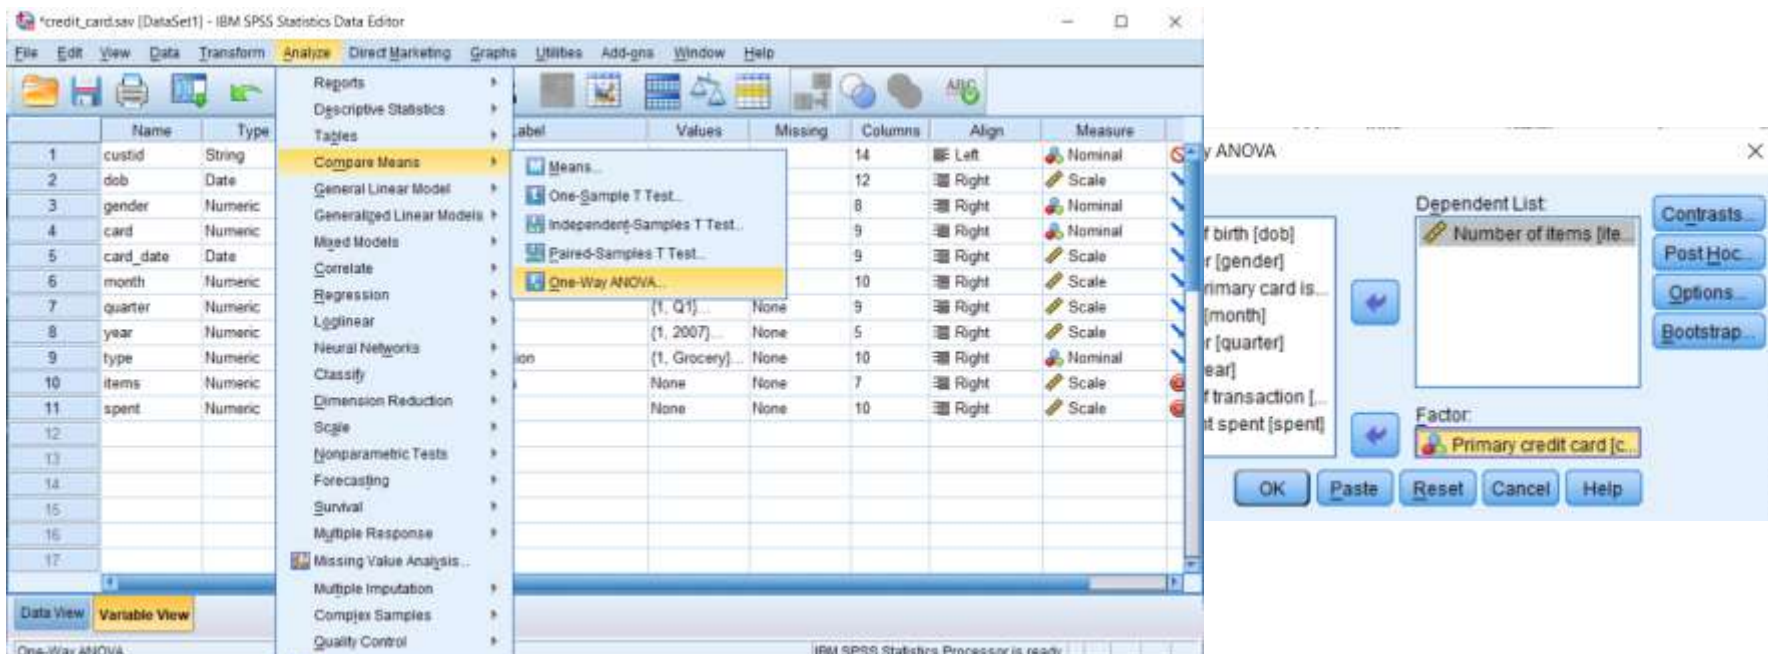 *credit_card.sav [DataSet1] - IBM SPSS Statistics Data Editor
File Edit View Data Transform Analyze Direct Marketing Graphs Utilities Add-ons Window Help
Reports
Descriptive Statistics
Tables
Compare Means
General Linear Model
Generalized Linear Models
Mixed Models
Correlate
Regression
Loglinear
Neural Networks
Classify
Dimension Reduction
Scale
Nonparametric Tests
Forecasting
Survival
Multiple Response
Missing Value Analysis...
Multiple Imputation
Complex Samples
Quality Control
Means...
One-Sample T Test...
Independent-Samples T Test...
Paired-Samples T Test...
One-Way ANOVA...
Name Type abel Values Missing Columns Align Measure
1 custid String 14 Left Nominal
2 dob Date 12 Right Scale
3 gender Numeric 8 Right Nominal
4 card Numeric 9 Right Nominal
5 card_date Date 9 Right Scale
6 month Numeric 10 Right Scale
7 quarter Numeric {1, Q1}... None 9 Right Scale
8 year Numeric {1, 2007}... None 5 Right Scale
9 type Numeric ion {1, Grocery}... None 10 Right Nominal
10 items Numeric None None 7 Right Scale
11 spent Numeric None None 10 Right Scale
12
13
14
15
16
17
Data View Variable View
One-Way ANOVA
IBM SPSS Statistics Processor is ready
y ANOVA
f birth [dob]
r [gender]
rimary card is...
[month]
r [quarter]
ear]
f transaction [...
nt spent [spent]
Dependent List:
Number of items [ite...
Factor:
Primary credit card [c...
Contrasts...
Post Hoc...
Options...
Bootstrap...
OK Paste Reset Cancel Help